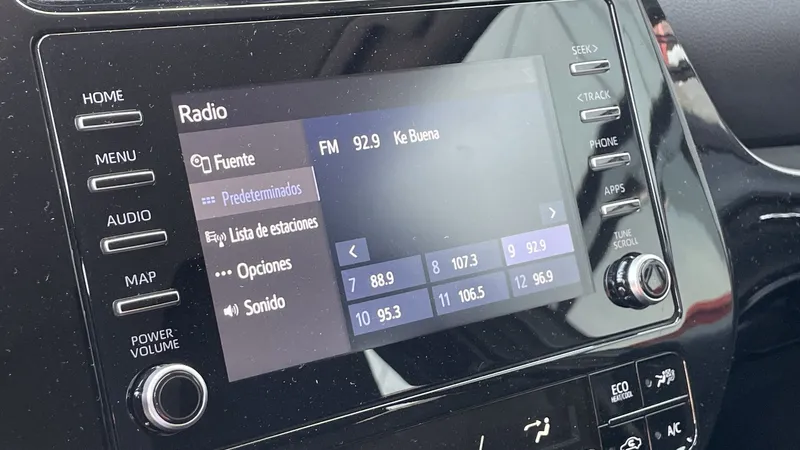 HOME
MENU
AUDIO
MAP
POWER
VOLUME
Radio
Fuente
Predeterminados
Lista de estaciones
Opciones
Sonido
FM 92.9 Ke Buena
7 88.9
8 107.3
9 92.9
10 95.3
11 106.5
12 96.9
SEEK >
< TRACK
PHONE
APPS
TUNE
SCROLL
ECO
HEAT/COOL
A/C